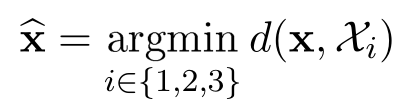 x̂ = argmin d(x, 𝒳ᵢ)
i∈{1,2,3}